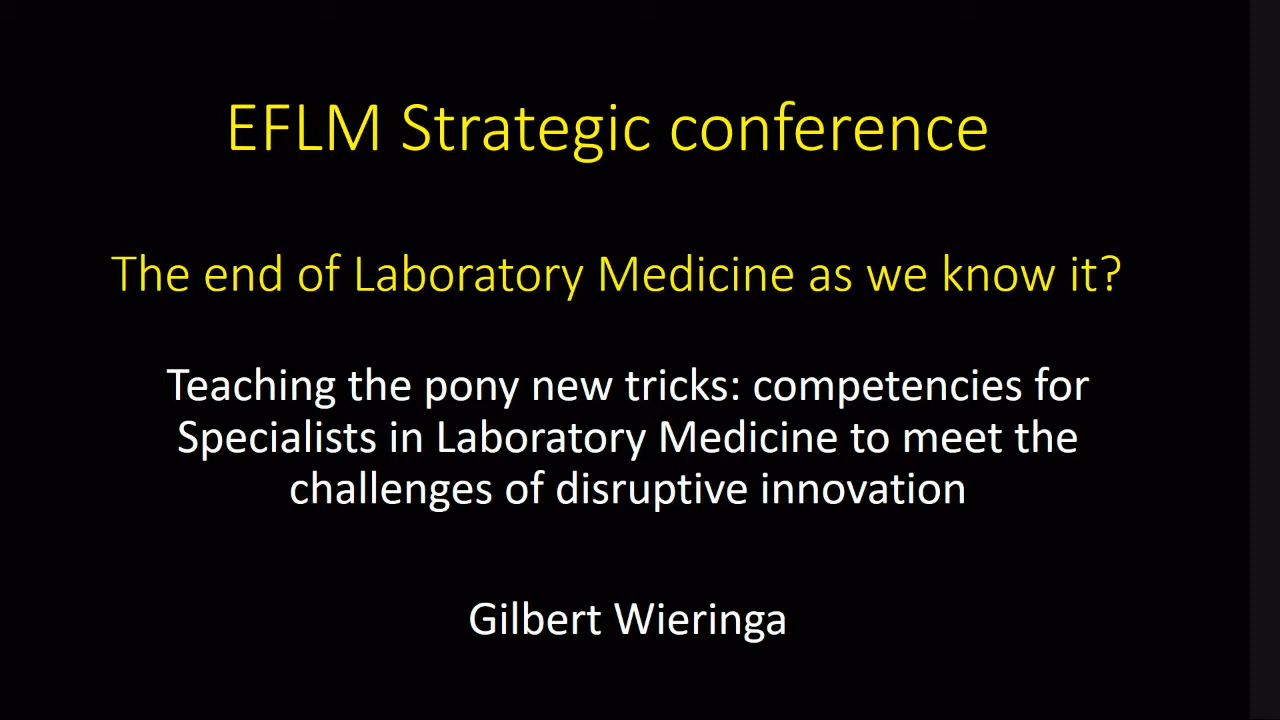 EFLM Strategic conference
The end of Laboratory Medicine as we know it?
Teaching the pony new tricks: competencies for
Specialists in Laboratory Medicine to meet the
challenges of disruptive innovation
Gilbert Wieringa